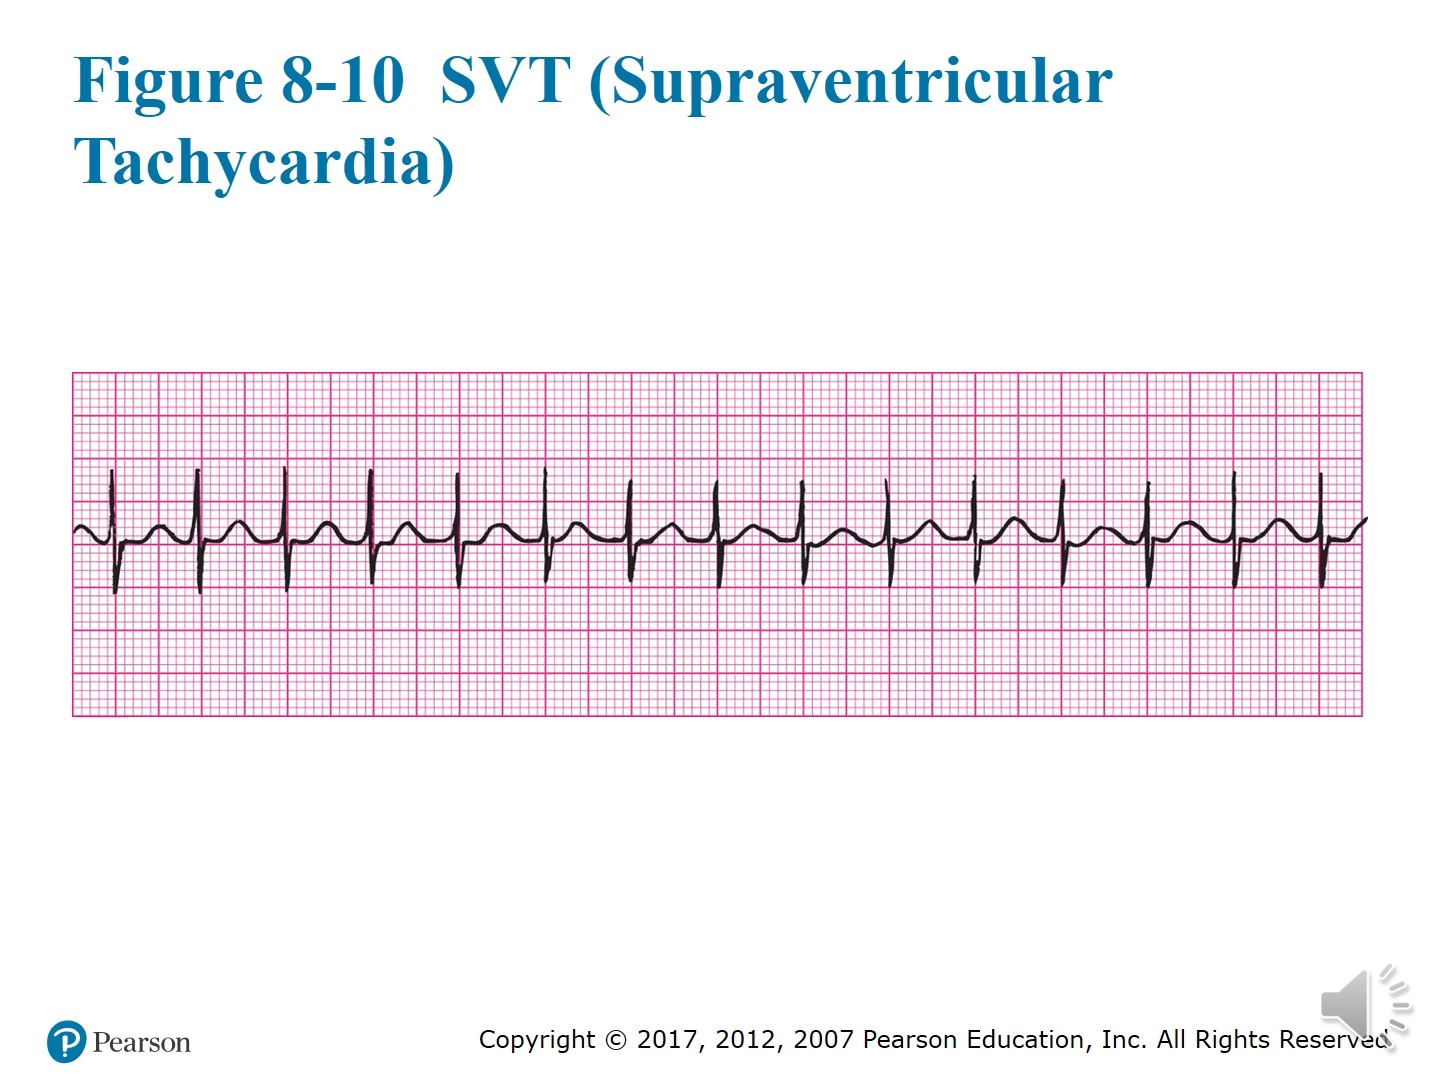 Figure 8-10 SVT (Supraventricular
Tachycardia)
Pearson
Copyright © 2017, 2012, 2007 Pearson Education, Inc. All Rights Reserved